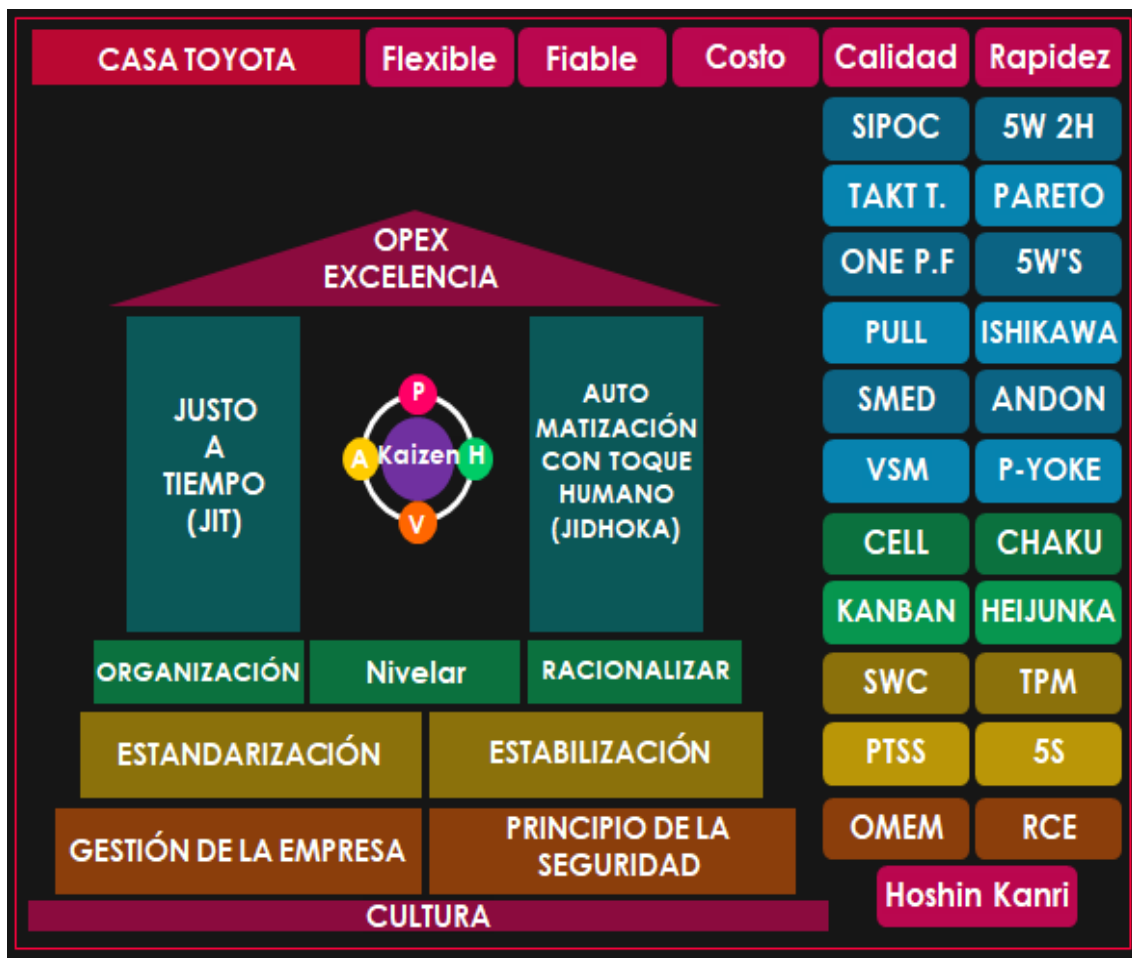 CASA TOYOTA
Flexible
Fiable
Costo
Calidad
Rapidez
OPEX
EXCELENCIA
JUSTO
A
TIEMPO
(JIT)
P
A
Kaizen
H
V
AUTO
MATIZACIÓN
CON TOQUE
HUMANO
(JIDHOKA)
ORGANIZACIÓN
Nivelar
RACIONALIZAR
ESTANDARIZACIÓN
ESTABILIZACIÓN
GESTIÓN DE LA EMPRESA
PRINCIPIO DE LA
SEGURIDAD
CULTURA
SIPOC
5W 2H
TAKT T.
PARETO
ONE P.F
5W'S
PULL
ISHIKAWA
SMED
ANDON
VSM
P-YOKE
CELL
CHAKU
KANBAN
HEIJUNKA
SWC
TPM
PTSS
5S
OMEM
RCE
Hoshin Kanri